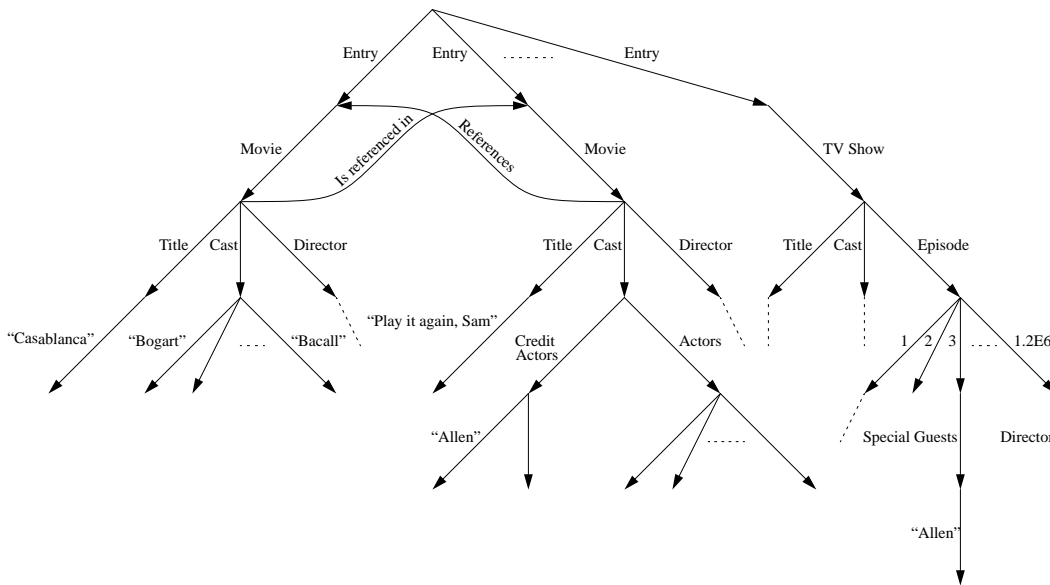 Entry
Entry
Entry
Is referenced in
References
Movie
Movie
TV Show
Title
Cast
Director
Title
Cast
Director
Title
Cast
Episode
“Casablanca”
“Bogart”
“Bacall”
“Play it again, Sam”
Credit
Actors
Actors
1
2
3
1.2E6
“Allen”
Special Guests
Director
“Allen”